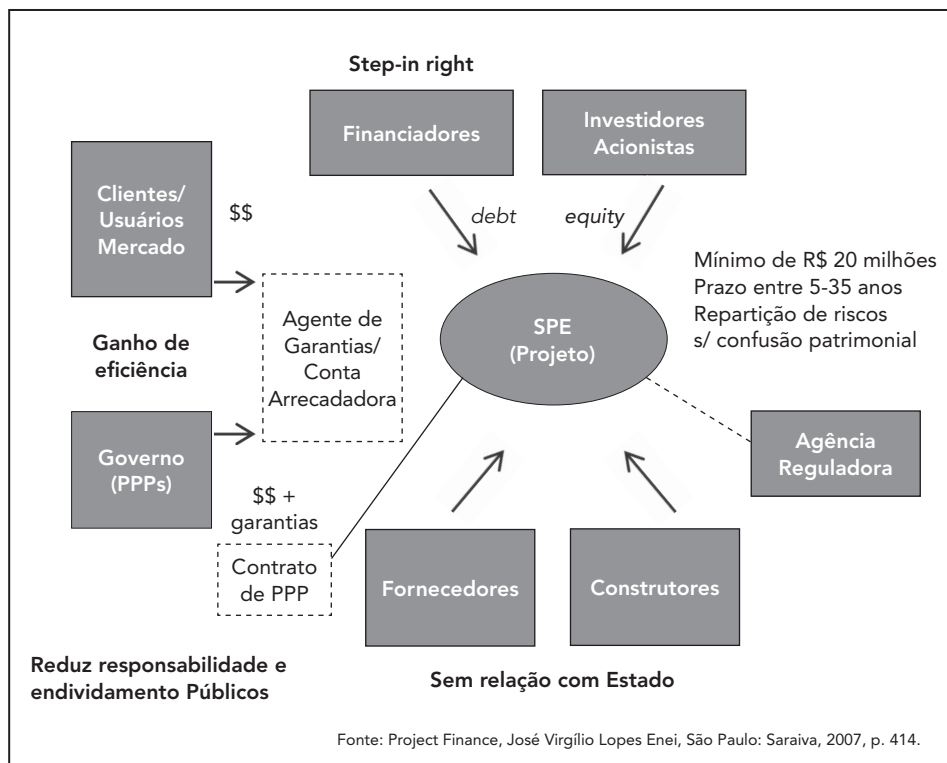 Step-in right
Financiadores
Investidores
Acionistas
Clientes/
Usuários
Mercado
$$
debt
equity
Mínimo de R$ 20 milhões
Prazo entre 5-35 anos
Repartição de riscos
s/ confusão patrimonial
Agente de
Garantias/
Conta
Arrecadadora
SPE
(Projeto)
Ganho de
eficiência
Governo
(PPPs)
Agência
Reguladora
$$ +
garantias
Contrato
de PPP
Fornecedores
Construtores
Reduz responsabilidade e
endividamento Públicos
Sem relação com Estado
Fonte: Project Finance, José Virgílio Lopes Enei, São Paulo: Saraiva, 2007, p. 414.